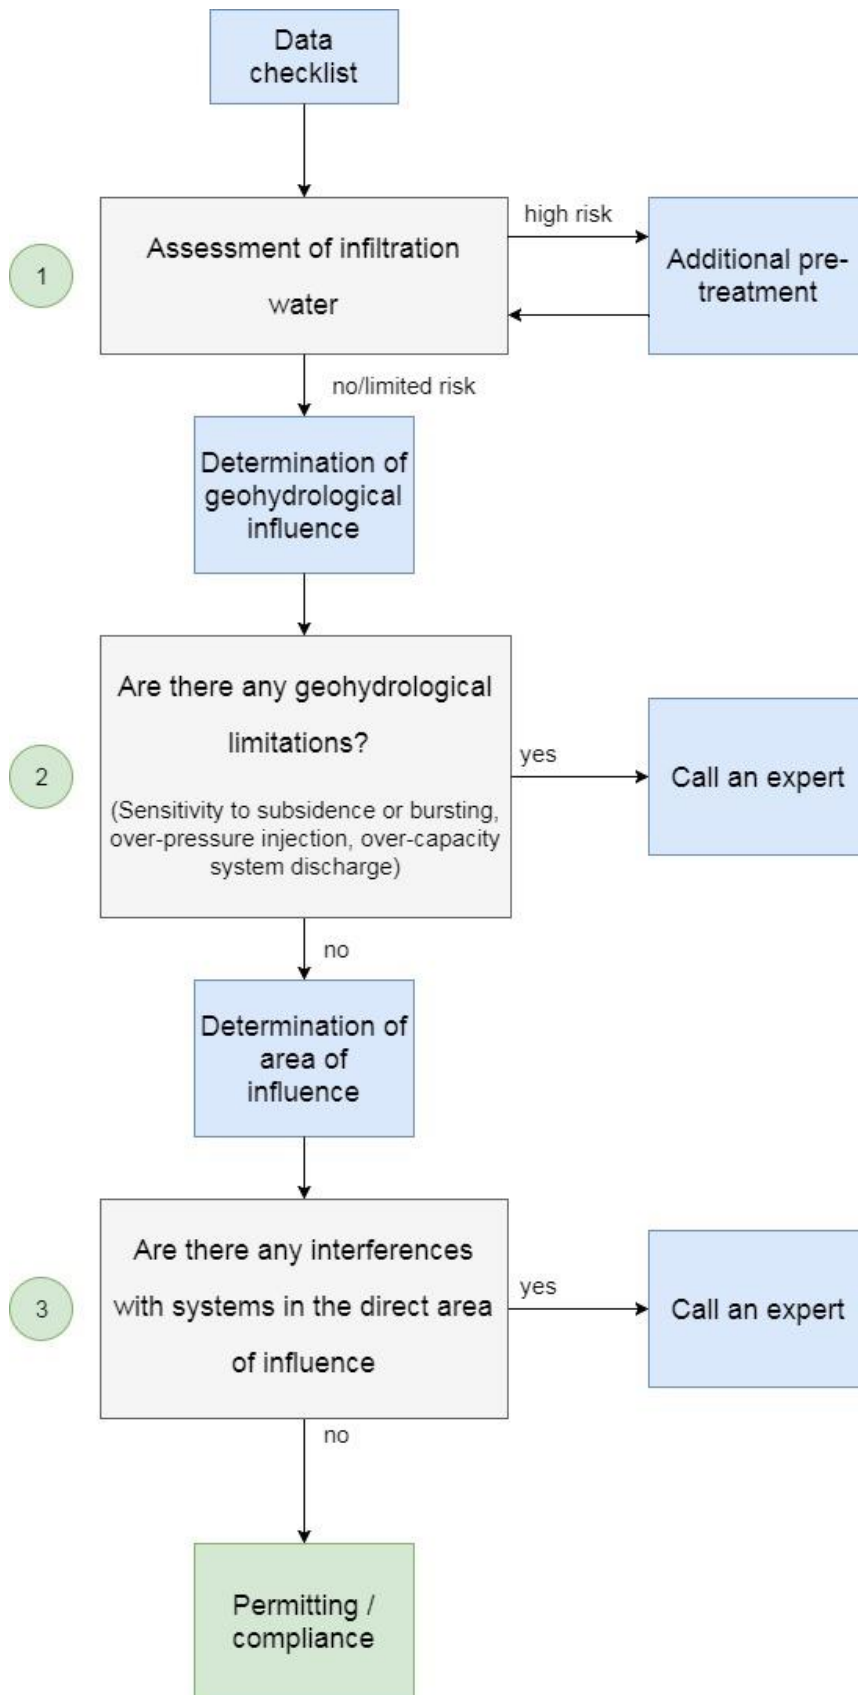 Data
checklist
1
Assessment of infiltration
water
high risk
Additional pre-
treatment
no/limited risk
Determination of
geohydrological
influence
2
Are there any geohydrological
limitations?
(Sensitivity to subsidence or bursting,
over-pressure injection, over-capacity
system discharge)
yes
Call an expert
no
Determination of
area of
influence
3
Are there any interferences
with systems in the direct area
of influence
yes
Call an expert
no
Permitting /
compliance